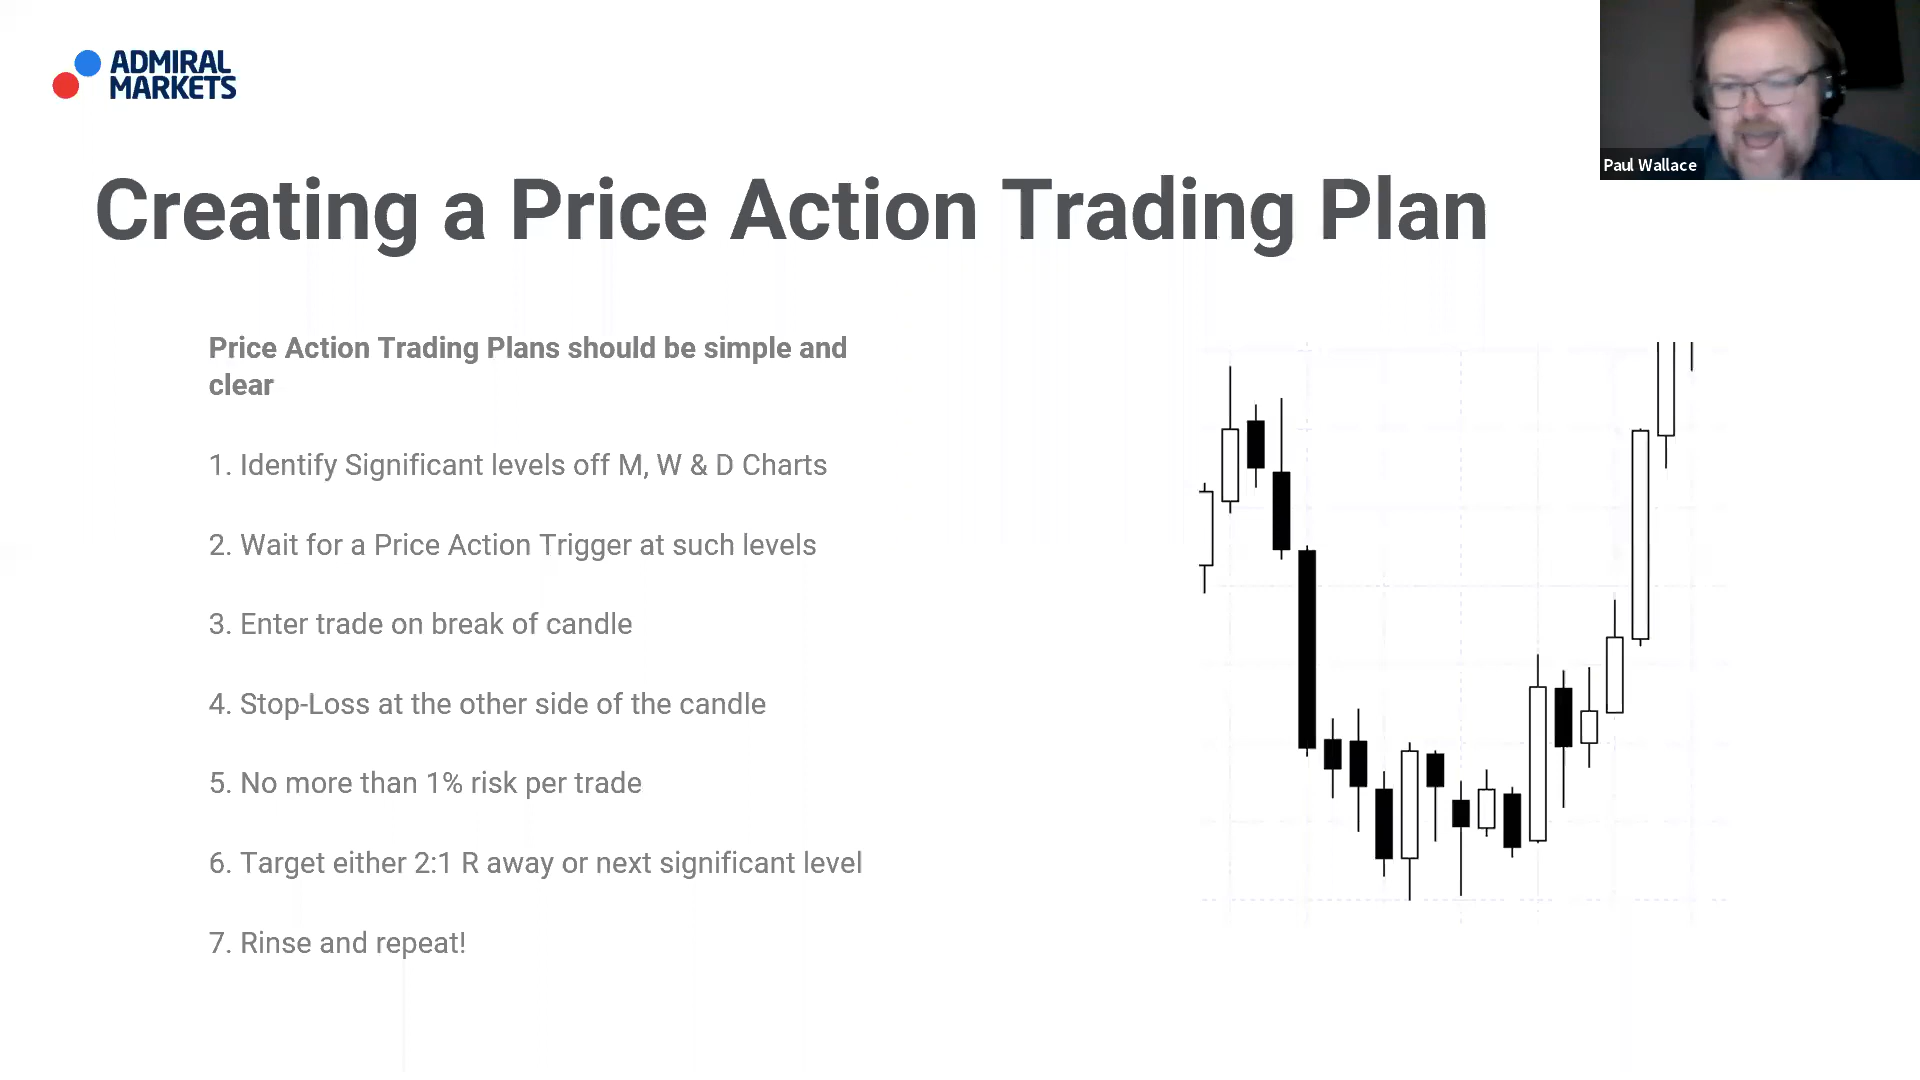 ADMIRAL
MARKETS
Paul Wallace
Creating a Price Action Trading Plan
Price Action Trading Plans should be simple and
clear
1. Identify Significant levels off M, W & D Charts
2. Wait for a Price Action Trigger at such levels
3. Enter trade on break of candle
4. Stop-Loss at the other side of the candle
5. No more than 1% risk per trade
6. Target either 2:1 R away or next significant level
7. Rinse and repeat!